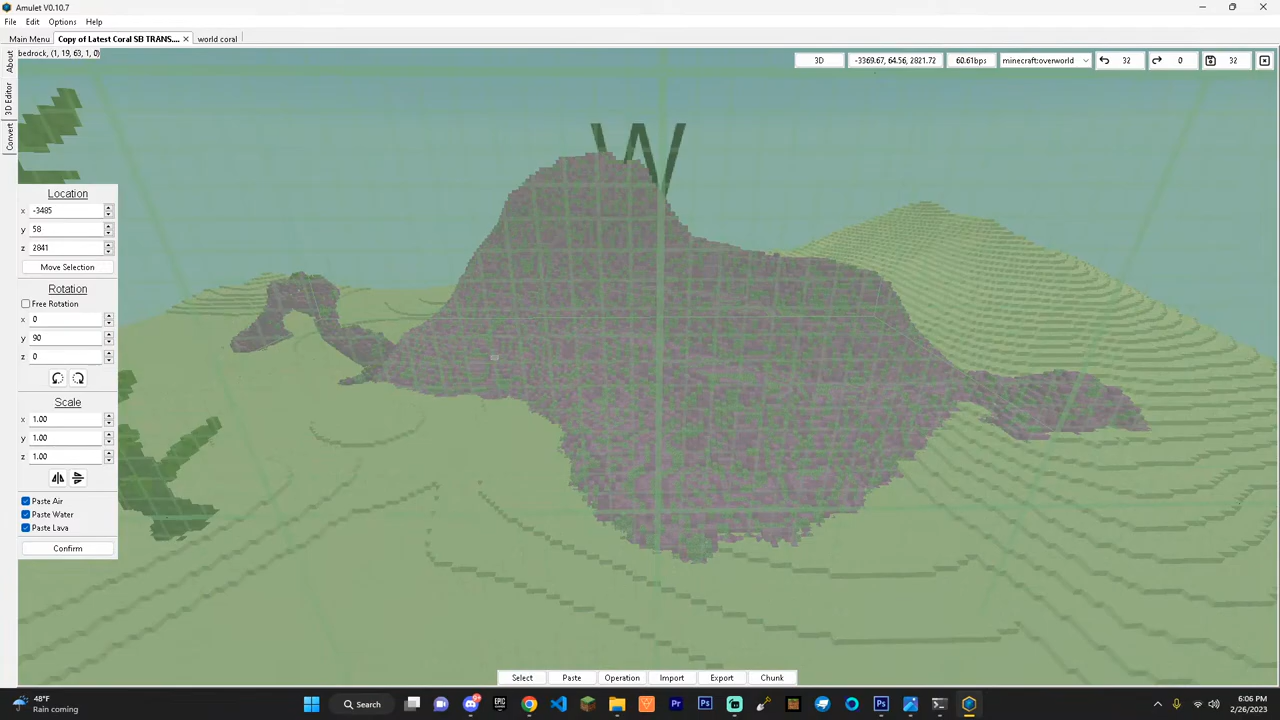 Amulet V0.10.7
File Edit Options Help
Main Menu Copy of Latest Coral SB TRANS.... world coral
bedrock, (1, 19, 63, 1, 0)
3D -3369.67, 64.56, 2821.72 60.61bps minecraft:overworld 32 0 32
About
3D Editor
Convert
Location
x -3485
y 58
z 2841
Move Selection
Rotation
Free Rotation
x 0
y 90
z 0
Scale
x 1.00
y 1.00
z 1.00
Paste Air
Paste Water
Paste Lava
Confirm
W
Select Paste Operation Import Export Chunk
48°F
Rain coming
Search
6:06 PM
2/26/2023